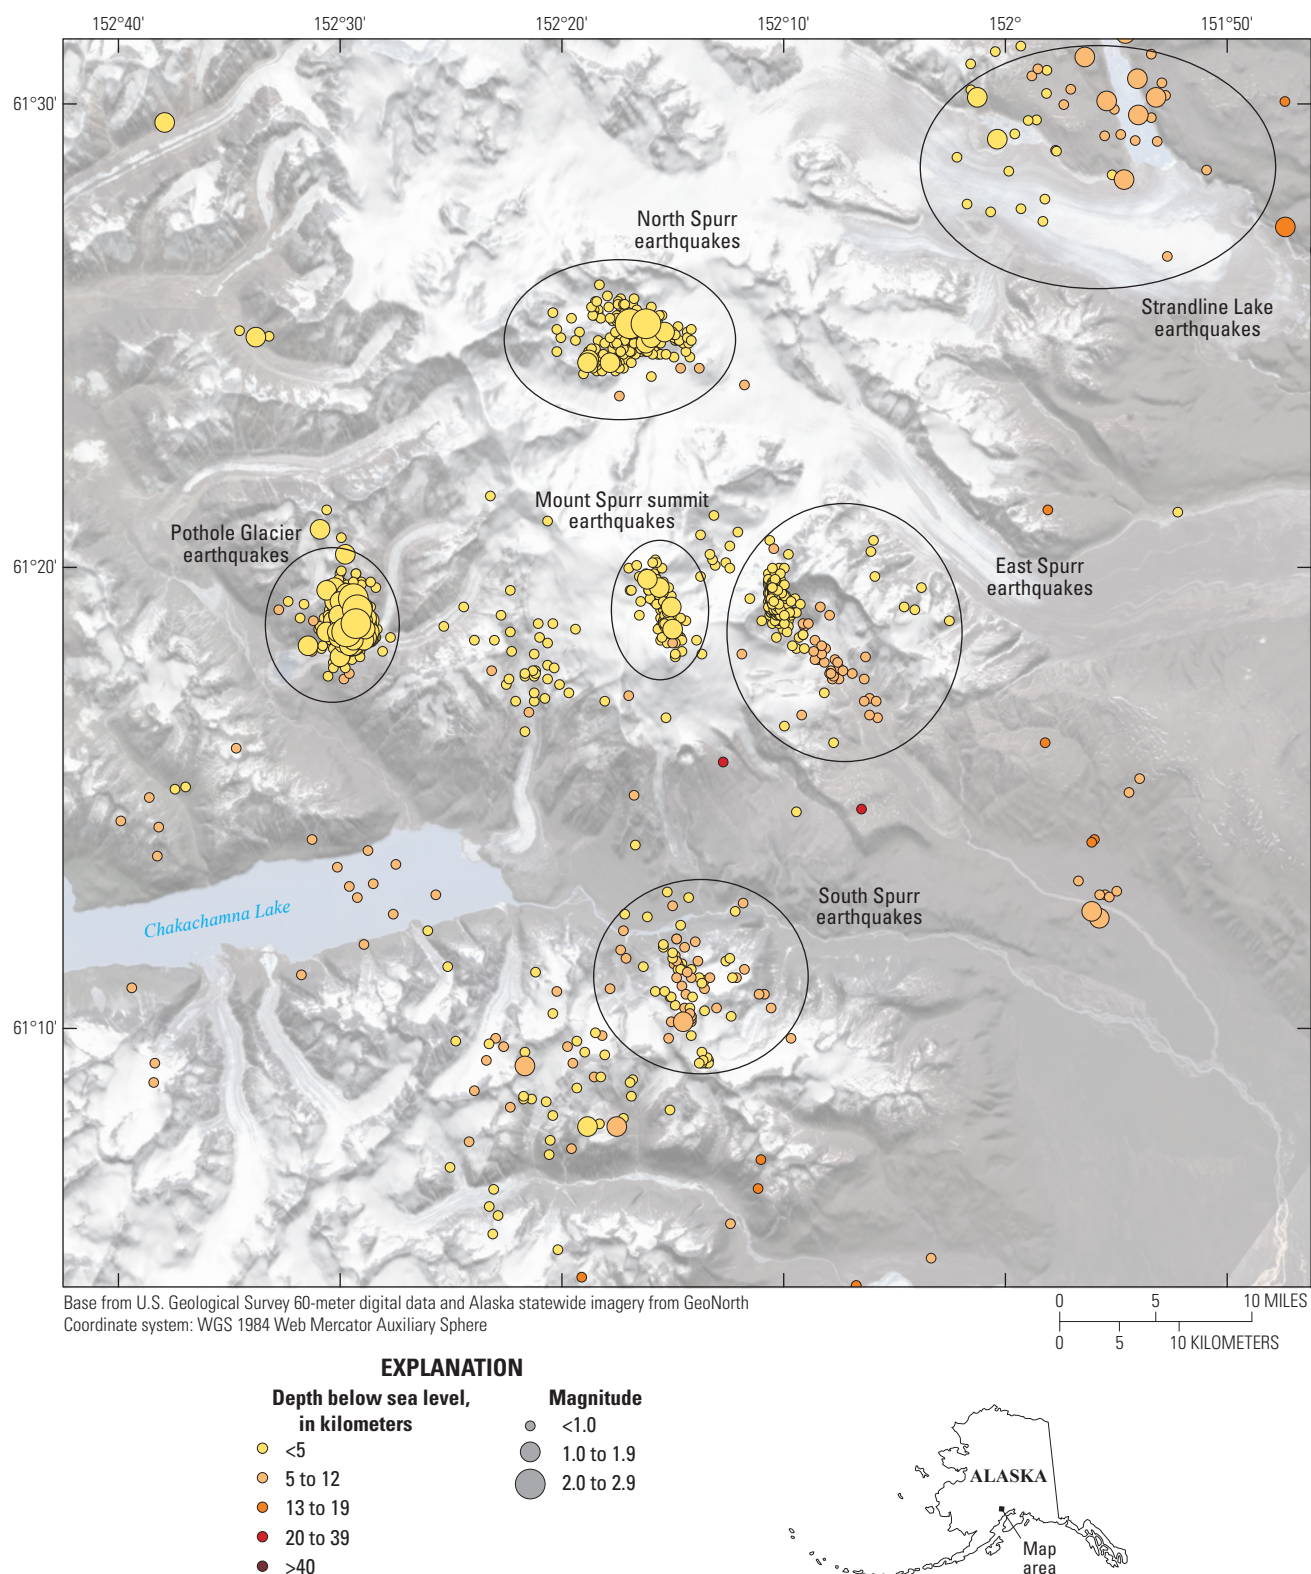 152°40' 152°30' 152°20' 152°10' 152° 151°50'
61°30'
North Spurr
earthquakes
Strandline Lake
earthquakes
Mount Spurr summit
earthquakes
Pothole Glacier
earthquakes
61°20'
East Spurr
earthquakes
South Spurr
earthquakes
Chakachamna Lake
61°10'
Base from U.S. Geological Survey 60-meter digital data and Alaska statewide imagery from GeoNorth
Coordinate system: WGS 1984 Web Mercator Auxiliary Sphere
0 5 10 MILES
0 5 10 KILOMETERS
EXPLANATION
Depth below sea level,
in kilometers
<5
5 to 12
13 to 19
20 to 39
>40
Magnitude
<1.0
1.0 to 1.9
2.0 to 2.9
ALASKA
Map
area